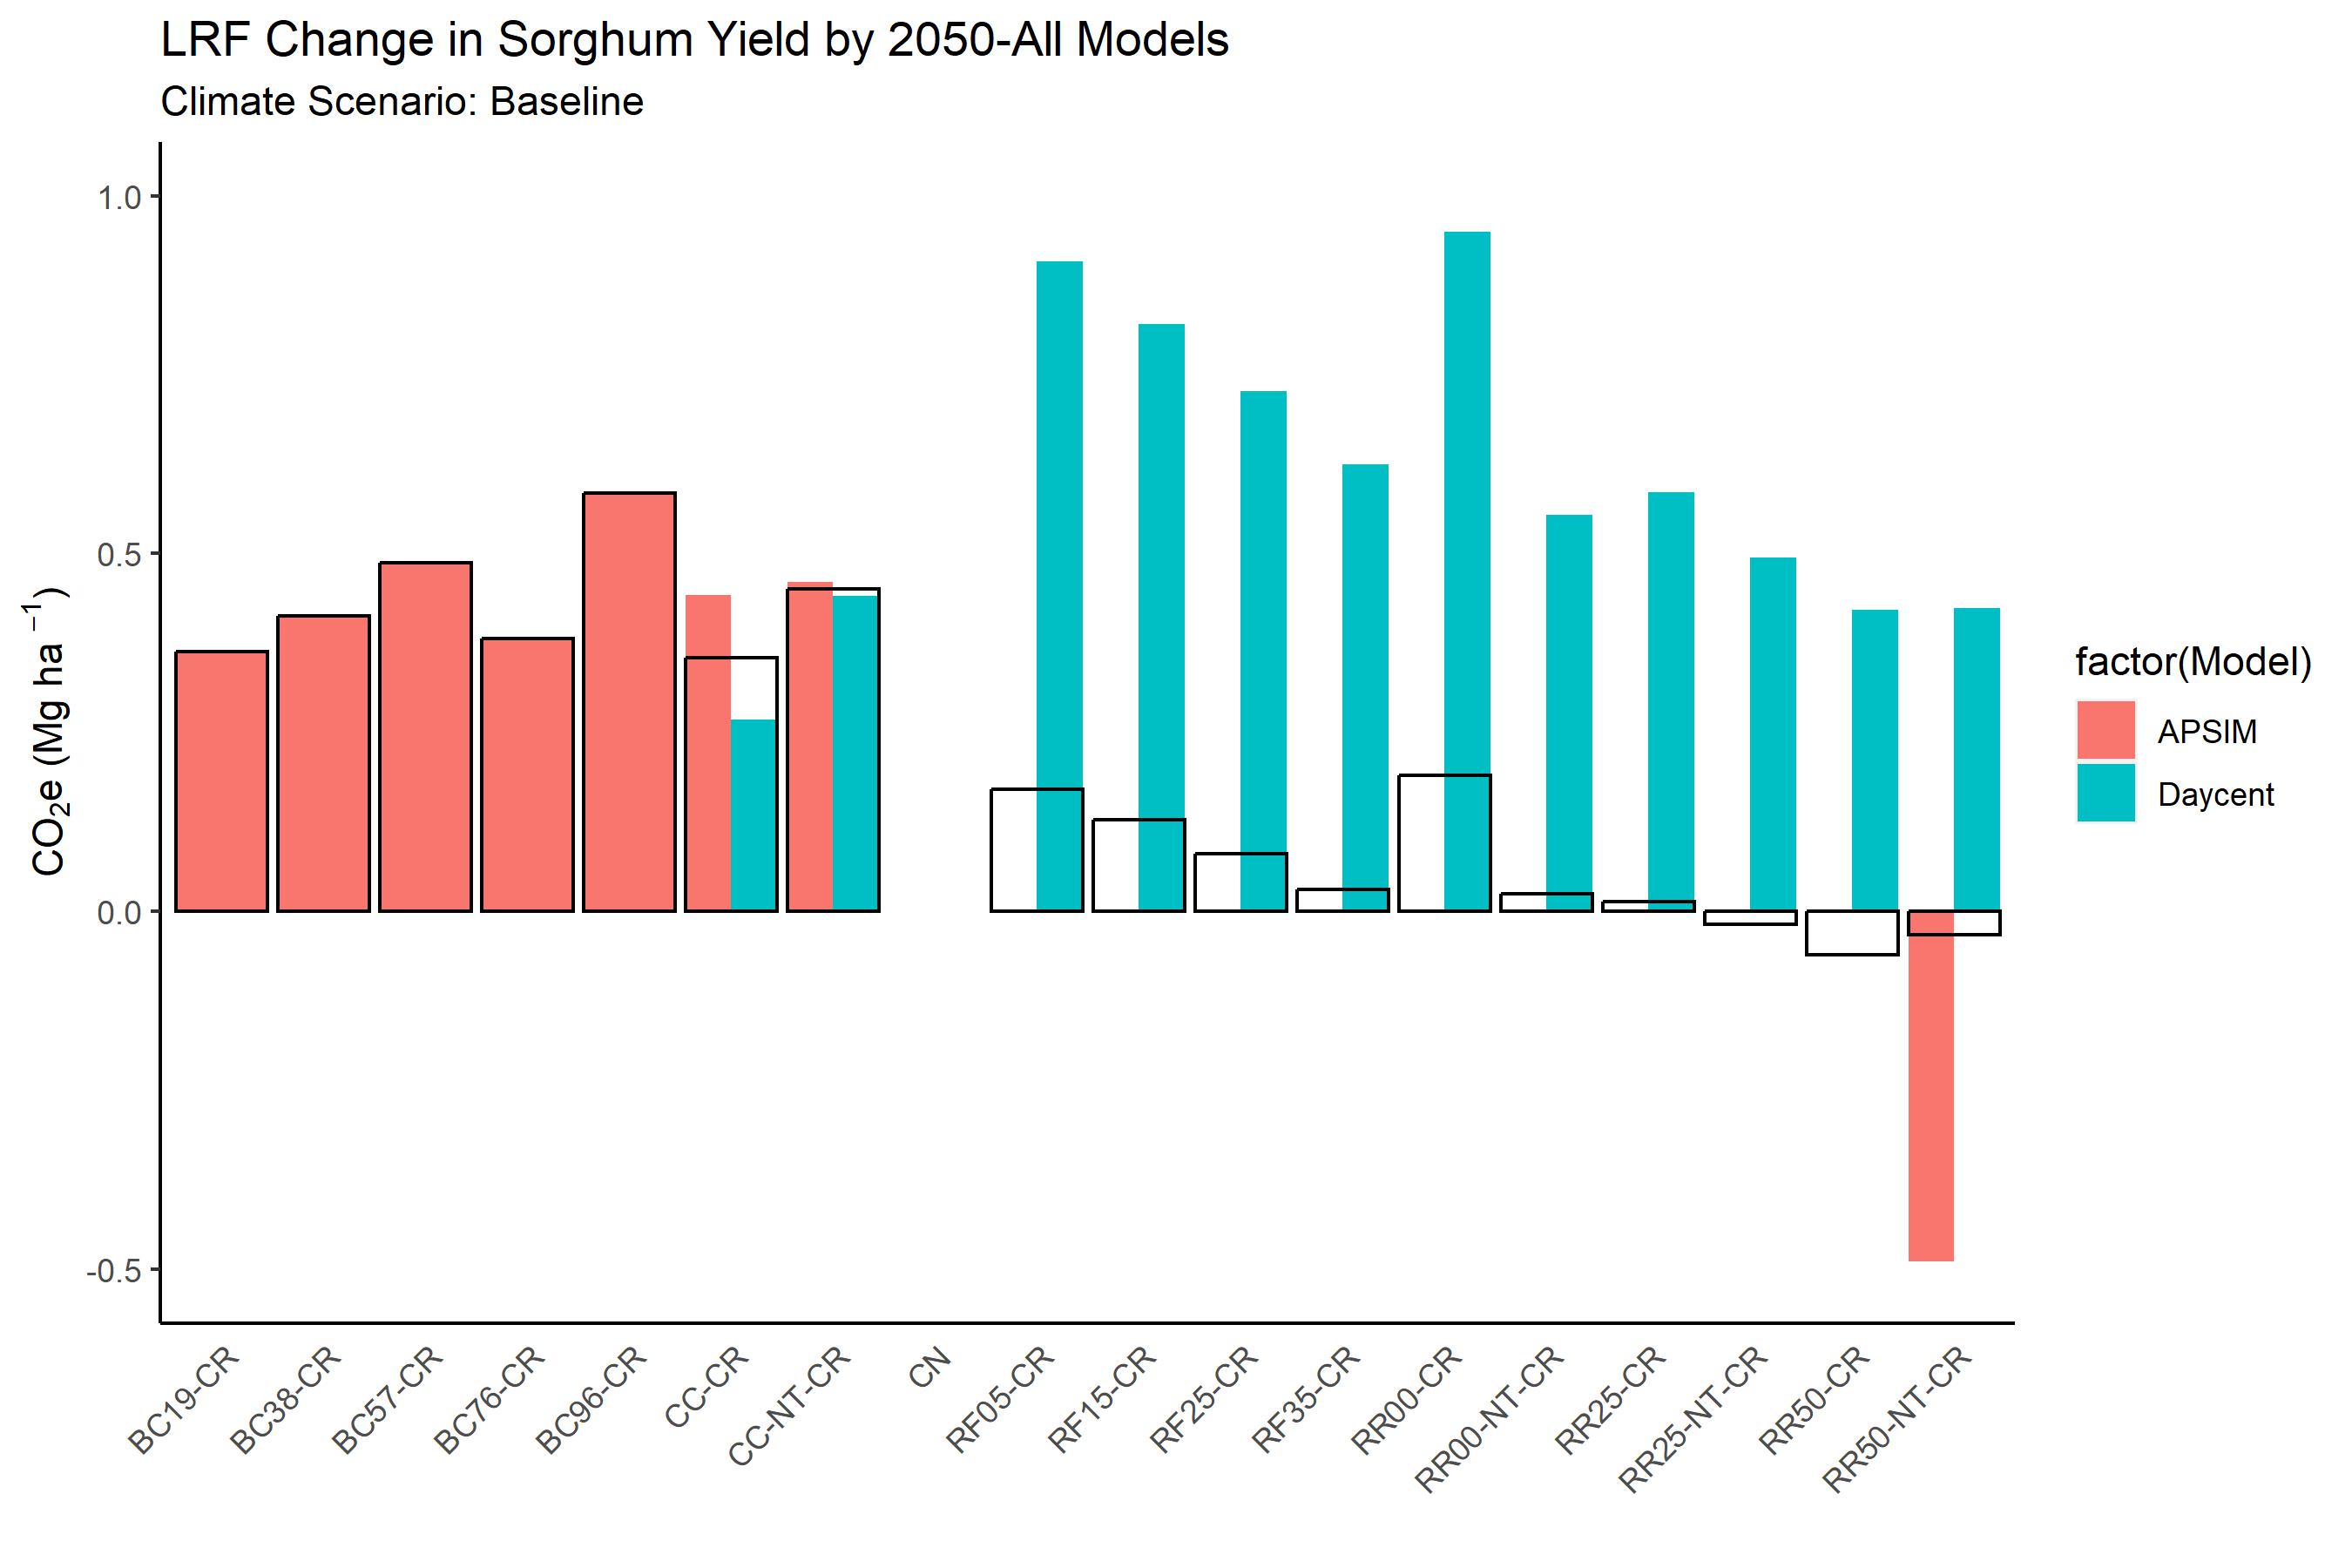 LRF Change in Sorghum Yield by 2050-All Models
Climate Scenario: Baseline
CO₂e (Mg ha ⁻¹)
1.0
0.5
0.0
-0.5
BC19-CR
BC38-CR
BC57-CR
BC76-CR
BC96-CR
CC-CR
CC-NT-CR
CN
RF05-CR
RF15-CR
RF25-CR
RF35-CR
RR00-CR
RR00-NT-CR
RR25-CR
RR25-NT-CR
RR50-CR
RR50-NT-CR
factor(Model)
APSIM
Daycent